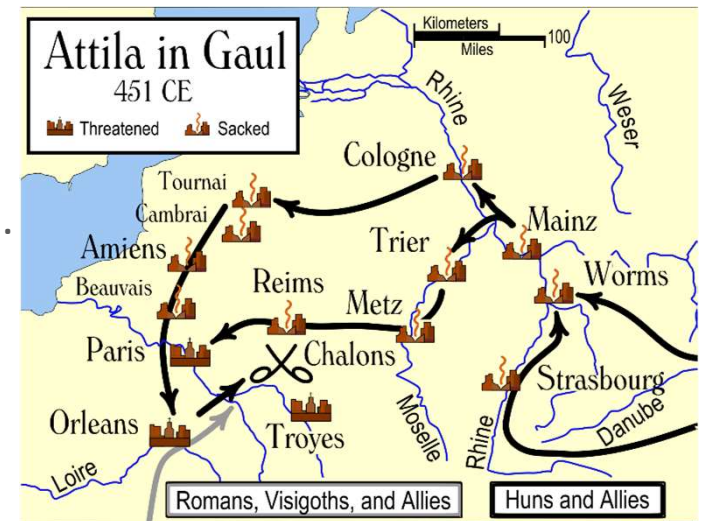 Attila in Gaul
451 CE
Threatened
Sacked
Kilometers
Miles
100
Rhine
Weser
Cologne
Tournai
Cambrai
Mainz
Trier
Amiens
Worms
Beauvais
Reims
Metz
Paris
Chalons
Strasbourg
Orleans
Troyes
Moselle
Rhine
Danube
Loire
Romans, Visigoths, and Allies
Huns and Allies